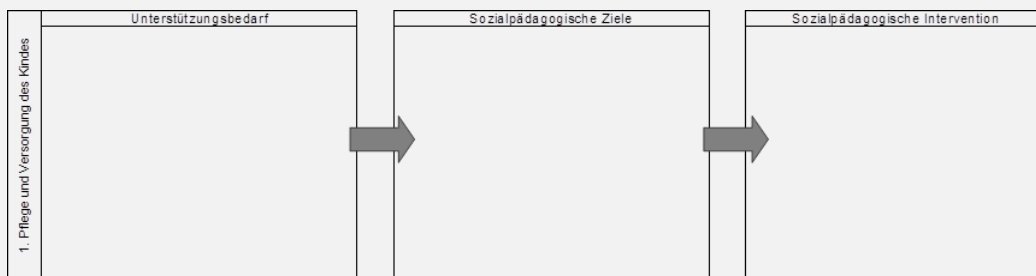 Unterstützungsbedarf
Sozialpädagogische Ziele
Sozialpädagogische Intervention
1. Pflege und Versorgung des Kindes